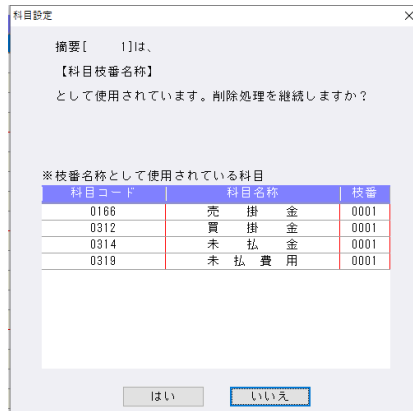 科目設定
摘要[　　1]は、
【科目枝番名称】
として使用されています。削除処理を継続しますか？
※枝番名称として使用されている科目
科目コード 科目名称 枝番
0166 売　掛　金 0001
0312 買　掛　金 0001
0314 未　払　金 0001
0319 未　払　費　用 0001
はい いいえ